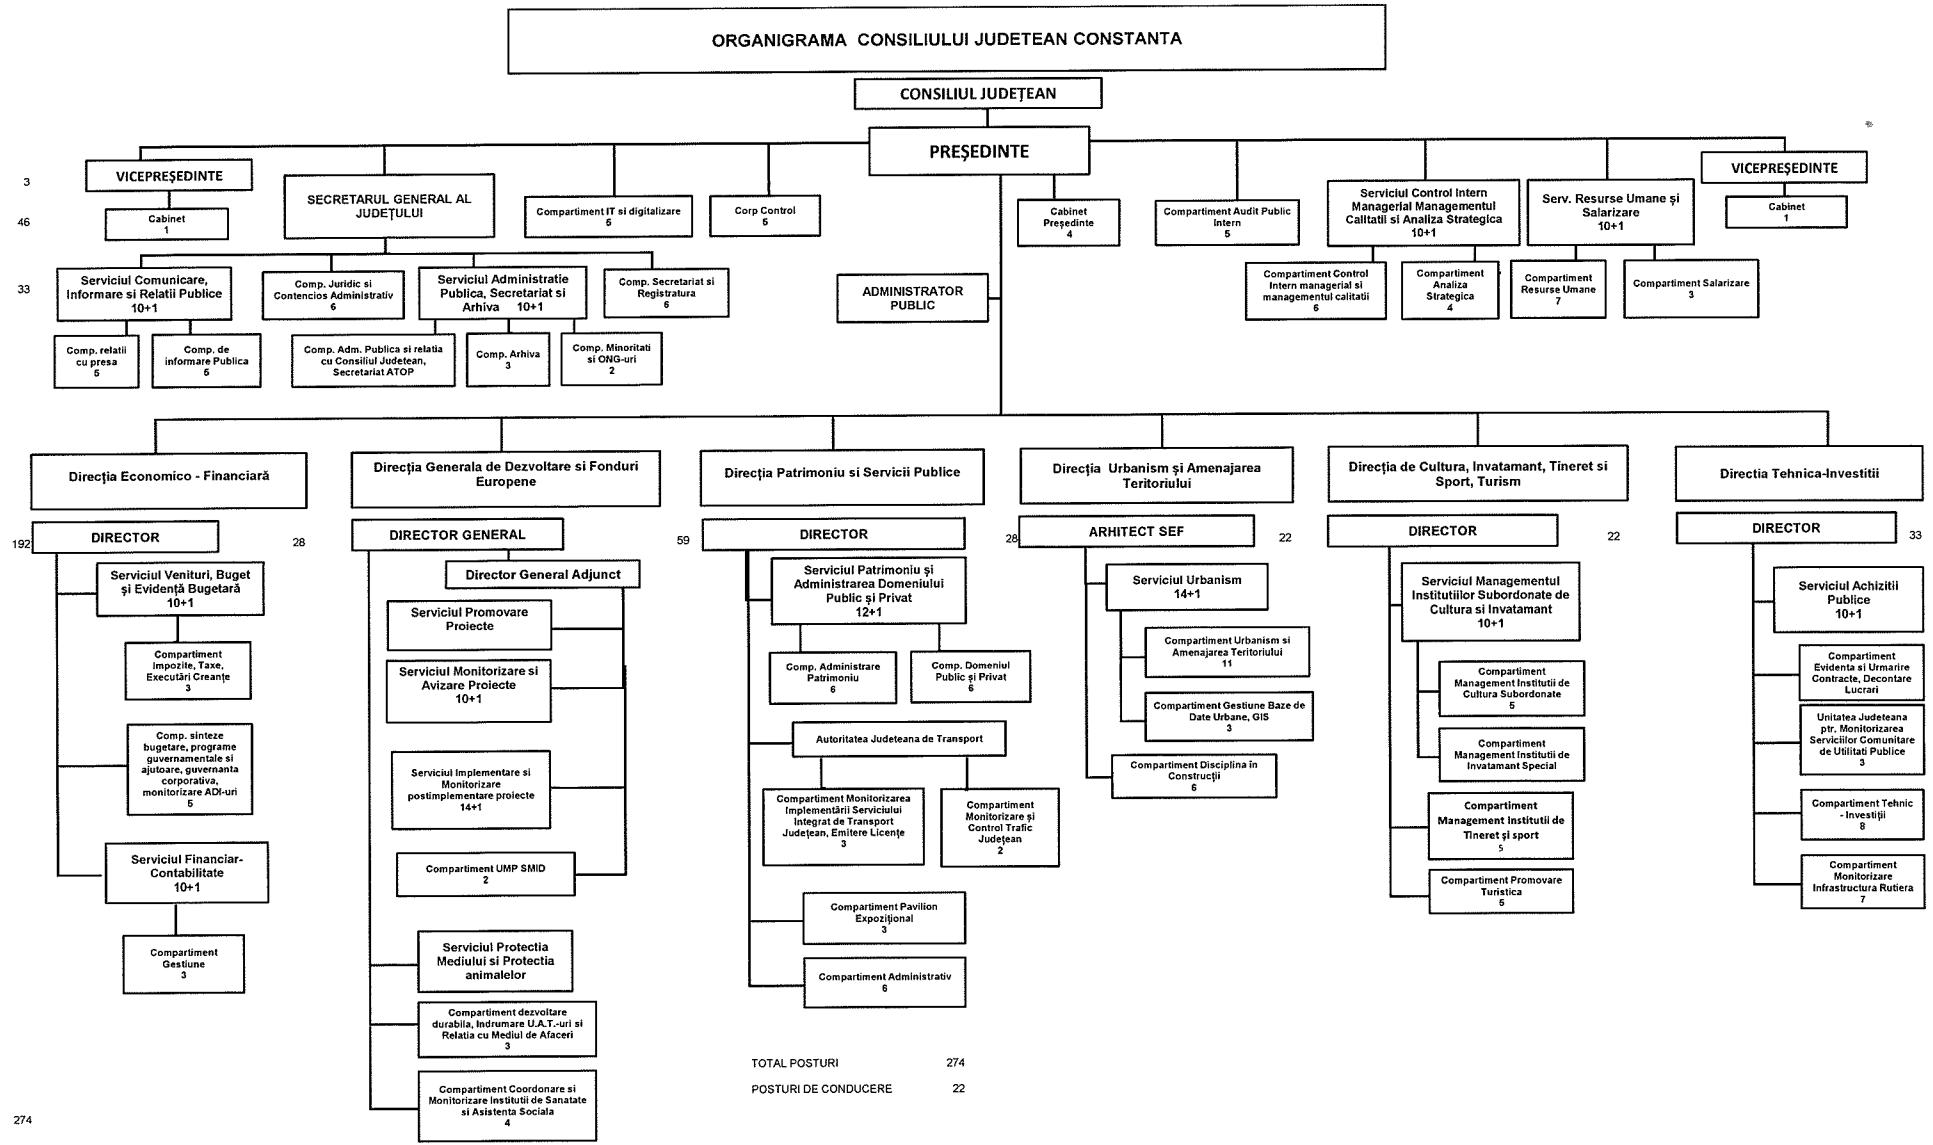 ORGANIGRAMA CONSILIULUI JUDETEAN CONSTANTA
CONSILIUL JUDEȚEAN
PREȘEDINTE
VICEPREȘEDINTE
Cabinet
1
SECRETARUL GENERAL AL
JUDEȚULUI
Compartiment IT si digitalizare
5
Corp Control
5
Cabinet
Președinte
4
Compartiment Audit Public
Intern
5
Serviciul Control Intern
Managerial Managementul
Calitatii si Analiza Strategica
10+1
Serv. Resurse Umane și
Salarizare
10+1
VICEPREȘEDINTE
Cabinet
1
3
46
33
Serviciul Comunicare,
Informare si Relatii Publice
10+1
Comp. Juridic si
Contencios Administrativ
6
Serviciul Administratie
Publica, Secretariat si
Arhiva 10+1
Comp. Secretariat si
Registratura
6
ADMINISTRATOR
PUBLIC
Compartiment Control
Intern managerial si
managementul calitatii
6
Compartiment
Analiza
Strategica
4
Compartiment
Resurse Umane
7
Compartiment Salarizare
3
Comp. relatii
cu presa
5
Comp. de
informare Publica
5
Comp. Adm. Publica si relatia
cu Consiliul Judetean,
Secretariat ATOP
Comp. Arhiva
3
Comp. Minoritati
si ONG-uri
2
Direcția Economico - Financiară
192
DIRECTOR
28
Serviciul Venituri, Buget
și Evidență Bugetară
10+1
Compartiment
Impozite, Taxe,
Executări Creanțe
3
Comp. sinteze
bugetare, programe
guvernamentale si
ajutoare, guvernanta
corporativa,
monitorizare ADI-uri
5
Serviciul Financiar-
Contabilitate
10+1
Compartiment
Gestiune
3
Direcția Generala de Dezvoltare si Fonduri
Europene
DIRECTOR GENERAL
59
Director General Adjunct
Serviciul Promovare
Proiecte
Serviciul Monitorizare si
Avizare Proiecte
10+1
Serviciul Implementare si
Monitorizare
postimplementare proiecte
14+1
Compartiment UMP SMID
2
Serviciul Protectia
Mediului si Protectia
animalelor
Compartiment dezvoltare
durabila, Indrumare U.A.T.-uri si
Relatia cu Mediul de Afaceri
3
Compartiment Coordonare si
Monitorizare Institutii de Sanatate
si Asistenta Sociala
4
Direcția Patrimoniu si Servicii Publice
DIRECTOR
28
Serviciul Patrimoniu și
Administrarea Domeniului
Public și Privat
12+1
Comp. Administrare
Patrimoniu
6
Comp. Domeniul
Public și Privat
6
Autoritatea Judeteana de Transport
Compartiment Monitorizarea
Implementării Serviciului
Integrat de Transport
Județean, Emitere Licențe
3
Compartiment
Monitorizare și
Control Trafic
Județean
2
Compartiment Pavilion
Expozițional
3
Compartiment Administrativ
6
Direcția Urbanism și Amenajarea
Teritoriului
ARHITECT SEF
22
Serviciul Urbanism
14+1
Compartiment Urbanism si
Amenajarea Teritoriului
11
Compartiment Gestiune Baze de
Date Urbane, GIS
3
Compartiment Disciplina în
Construcții
6
Direcția de Cultura, Invatamant, Tineret si
Sport, Turism
DIRECTOR
22
Serviciul Managementul
Institutiilor Subordonate de
Cultura si Invatamant
10+1
Compartiment
Management Institutii de
Cultura Subordonate
5
Compartiment
Management Institutii de
Invatamant Special
Compartiment
Management Institutii de
Tineret și sport
5
Compartiment Promovare
Turistica
5
Directia Tehnica-Investitii
DIRECTOR
33
Serviciul Achizitii
Publice
10+1
Compartiment
Evidenta si Urmarire
Contracte, Decontare
Lucrari
Unitatea Judeteana
ptr, Monitorizarea
Serviciilor Comunitare
de Utilitati Publice
3
Compartiment Tehnic
- Investiții
8
Compartiment
Monitorizare
Infrastructura Rutiera
7
TOTAL POSTURI 274
POSTURI DE CONDUCERE 22
274